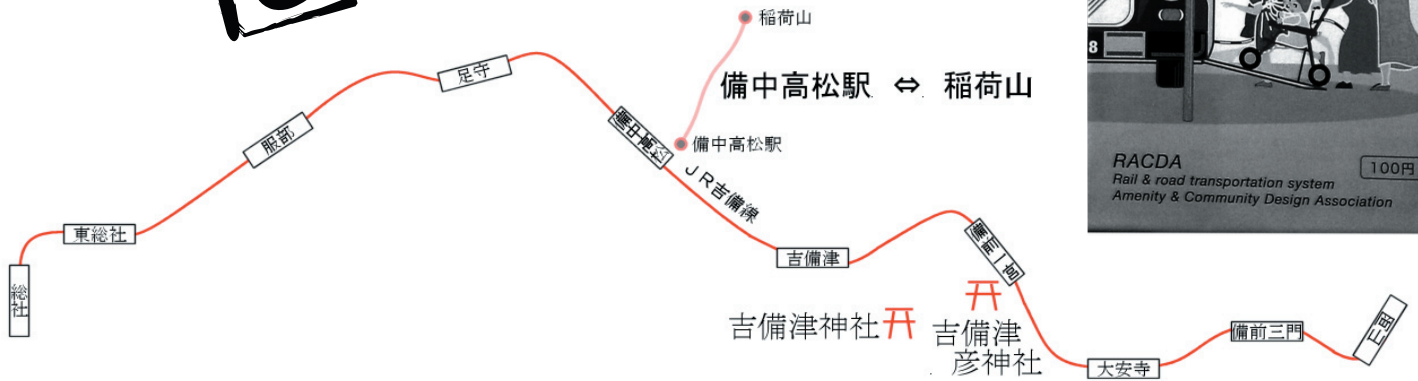 稲荷山
備中高松駅 ⇔ 稲荷山
備中高松駅
足守
服部
備中高松
JR吉備線
東総社
総社
吉備津
備前一宮
吉備津神社
吉備津
彦神社
大安寺
備前三門
岡山
8
RACDA
Rail & road transportation system
Amenity & Community Design Association
100円